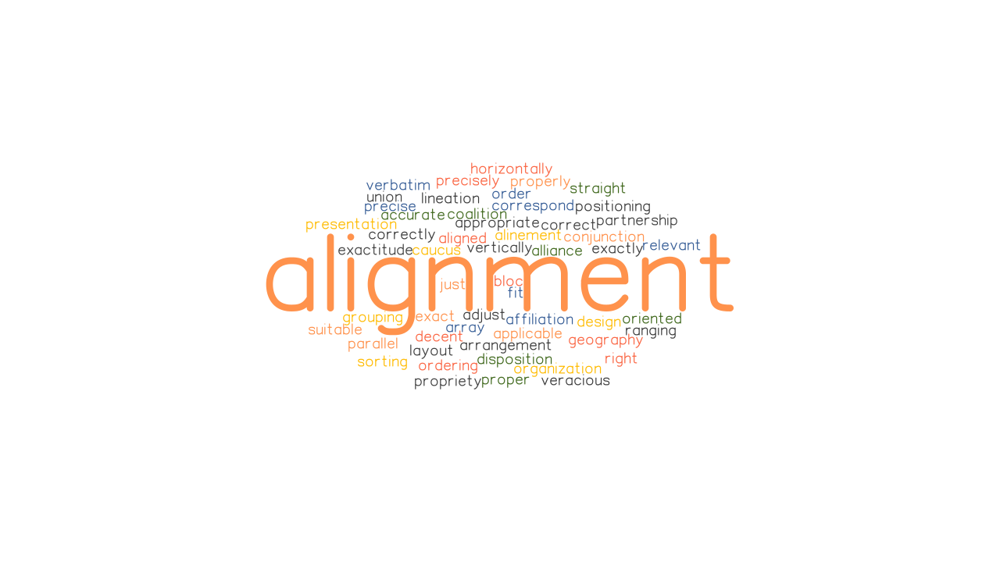 horizontally
verbatim precisely properly
straight
union lineation order
precise correspond positioning
accurate coalition
presentation appropriate correct partnership
correctly aligned alinement conjunction
exactitude caucus vertically alliance exactly relevant
alignment
just bloc
fit
grouping exact adjust affiliation design oriented
suitable array applicable ranging
parallel decent arrangement geography
layout
sorting ordering disposition organization right
propriety proper veracious